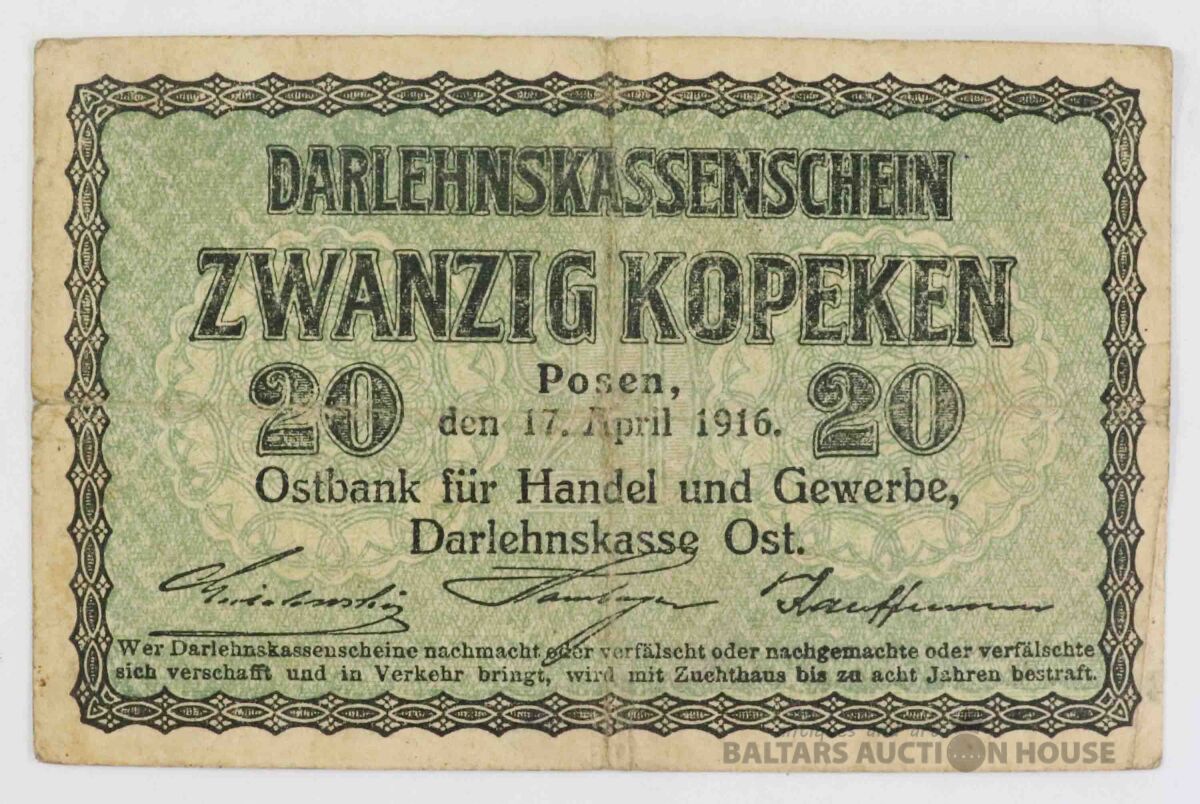 DARLEHNSKASSENSCHEIN
ZWANZIG KOPEKEN
20 Posen, 20
den 17. April 1916.
Ostbank für Handel und Gewerbe,
Darlehnskasse Ost.
Kauffmann
Wer Darlehnskassenscheine nachmacht oder verfälscht oder nachgemachte oder verfälschte
sich verschafft und in Verkehr bringt, wird mit Zuchthaus bis zu acht Jahren bestraft.
BALTARS AUCTION HOUSE